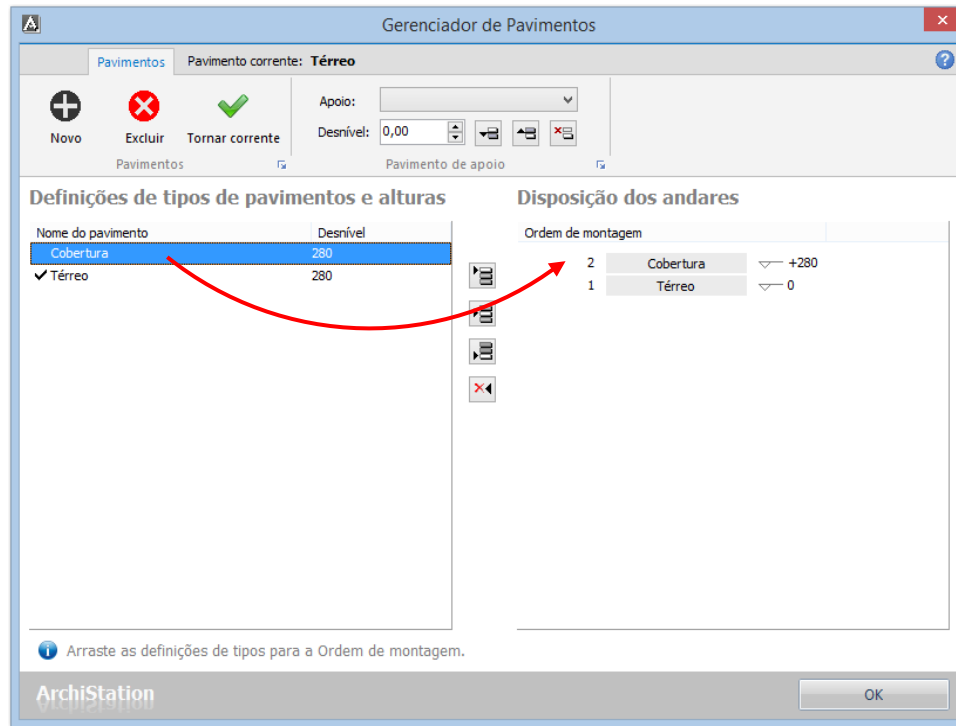 Gerenciador de Pavimentos
Pavimentos Pavimento corrente: Térreo
Novo Excluir Tornar corrente
Apoio:
Desnível: 0,00
Pavimentos Pavimento de apoio
Definições de tipos de pavimentos e alturas
Nome do pavimento Desnível
Cobertura 280
Térreo 280
Disposição dos andares
Ordem de montagem
2 Cobertura +280
1 Térreo 0
Arraste as definições de tipos para a Ordem de montagem.
ArchiStation OK